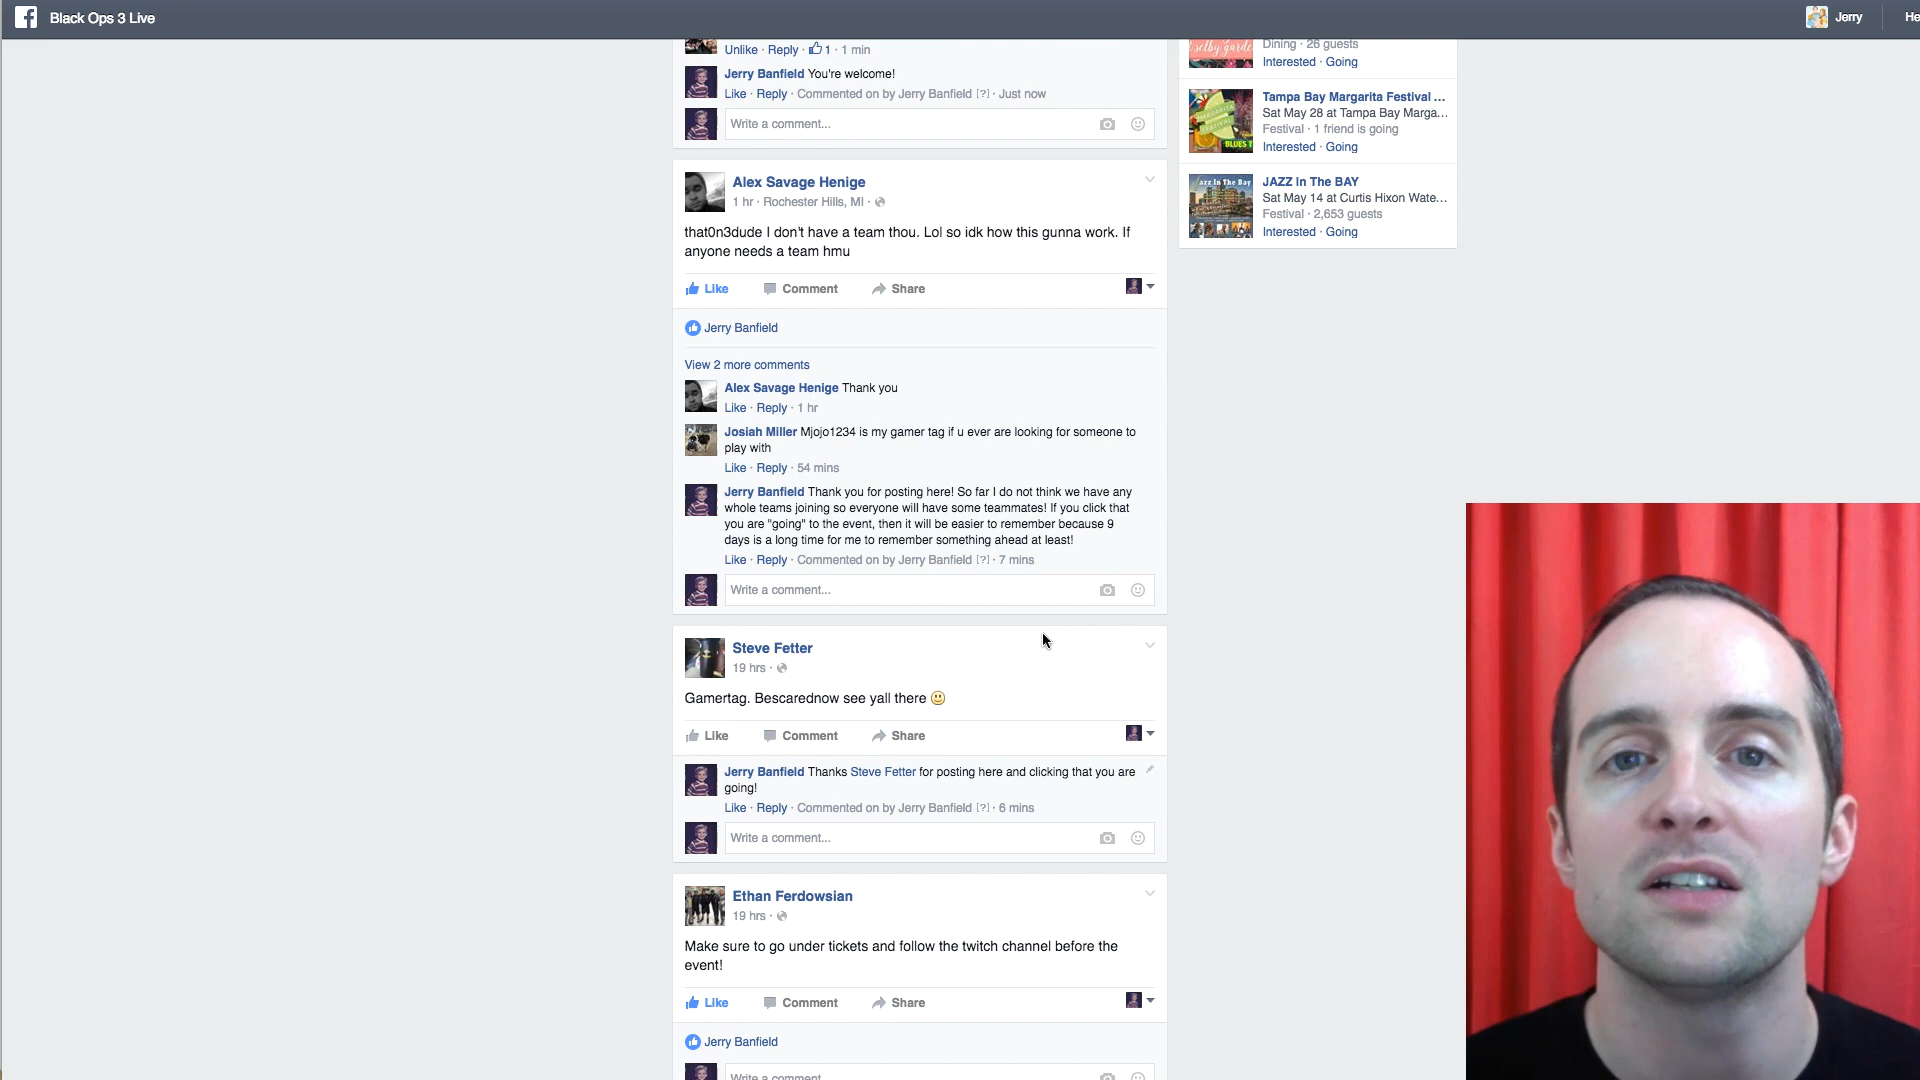 Black Ops 3 Live
Jerry
He
Unlike · Reply · 1 · 1 min
Jerry Banfield You're welcome!
Like · Reply · Commented on by Jerry Banfield [?] · Just now
Write a comment...
Alex Savage Henige
1 hr · Rochester Hills, MI ·
that0n3dude I don't have a team thou. Lol so idk how this gunna work. If
anyone needs a team hmu
Like Comment Share
Jerry Banfield
View 2 more comments
Alex Savage Henige Thank you
Like · Reply · 1 hr
Josiah Miller Mjojo1234 is my gamer tag if u ever are looking for someone to
play with
Like · Reply · 54 mins
Jerry Banfield Thank you for posting here! So far I do not think we have any
whole teams joining so everyone will have some teammates! If you click that
you are "going" to the event, then it will be easier to remember because 9
days is a long time for me to remember something ahead at least!
Like · Reply · Commented on by Jerry Banfield [?] · 7 mins
Write a comment...
Steve Fetter
19 hrs ·
Gamertag. Bescarednow see yall there
Like Comment Share
Jerry Banfield Thanks Steve Fetter for posting here and clicking that you are
going!
Like · Reply · Commented on by Jerry Banfield [?] · 6 mins
Write a comment...
Ethan Ferdowsian
19 hrs ·
Make sure to go under tickets and follow the twitch channel before the
event!
Like Comment Share
Jerry Banfield
Write a comment
selby garde
Dining · 26 guests
Interested · Going
MARGARITA
FESTIVAL
BLUES T
Tampa Bay Margarita Festival ...
Sat May 28 at Tampa Bay Marga...
Festival · 1 friend is going
Interested · Going
azz In The Bay
JAZZ In The BAY
Sat May 14 at Curtis Hixon Wate...
Festival · 2,653 guests
Interested · Going